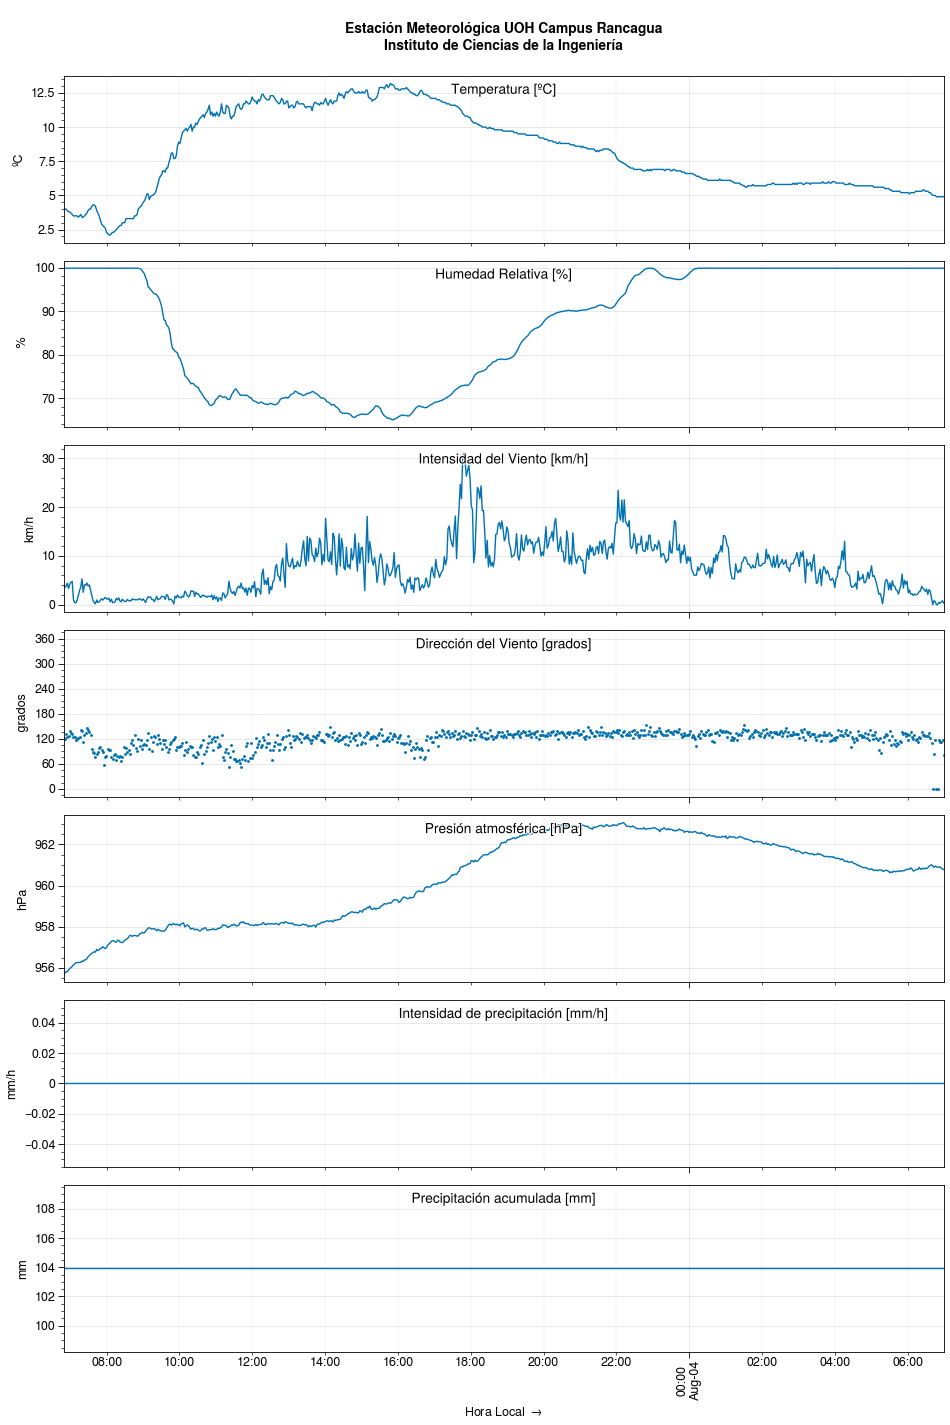 Estación Meteorológica UOH Campus Rancagua
Instituto de Ciencias de la Ingeniería
Temperatura [ºC]
ºC
12.5
10
7.5
5
2.5
Humedad Relativa [%]
%
100
90
80
70
Intensidad del Viento [km/h]
km/h
30
20
10
0
Dirección del Viento [grados]
grados
360
300
240
180
120
60
0
Presión atmosférica [hPa]
hPa
962
960
958
956
Intensidad de precipitación [mm/h]
mm/h
0.04
0.02
0
−0.02
−0.04
Precipitación acumulada [mm]
mm
108
106
104
102
100
08:00 10:00 12:00 14:00 16:00 18:00 20:00 22:00 00:00 02:00 04:00 06:00
Aug-04
Hora Local →